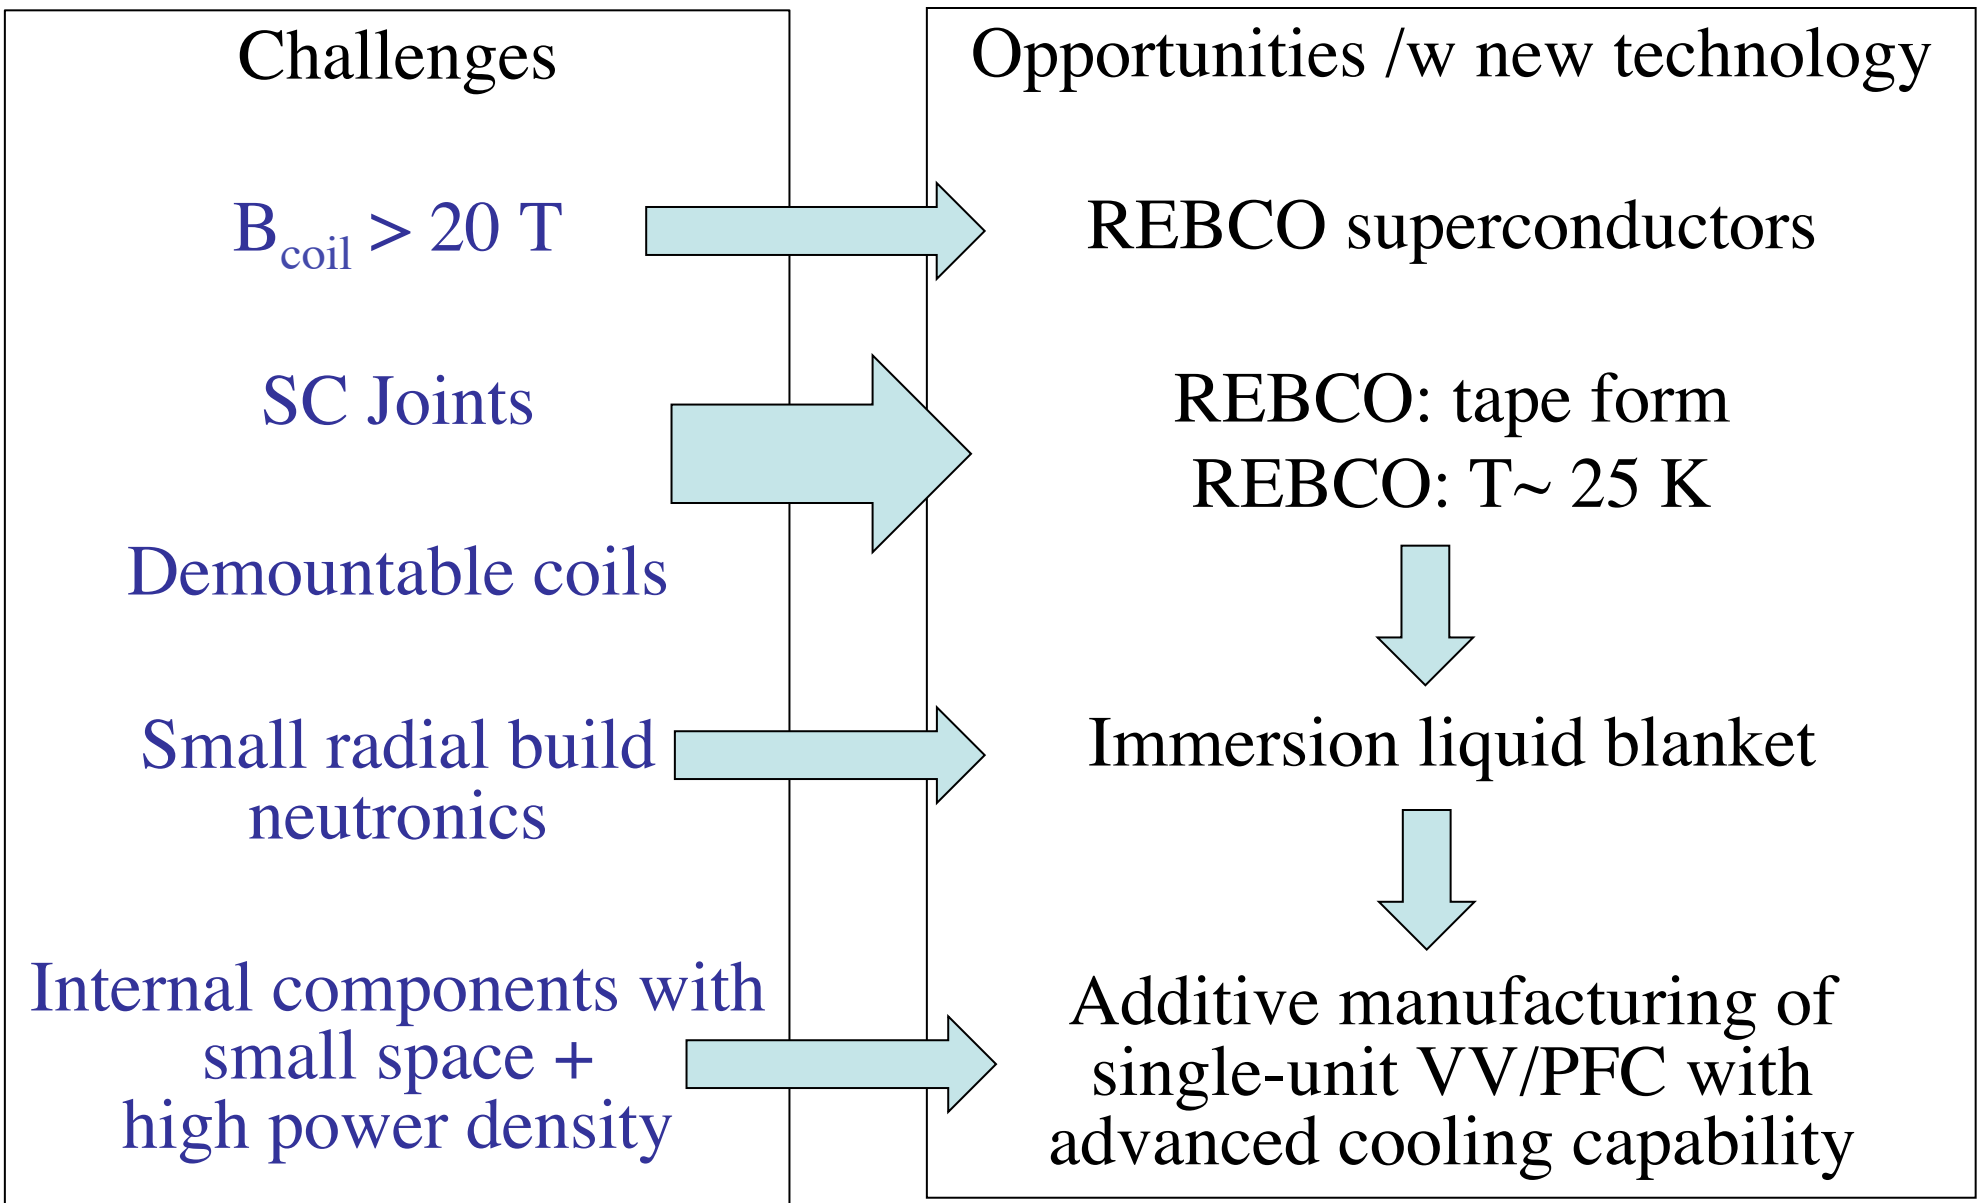 Challenges
B_coil > 20 T
SC Joints
Demountable coils
Small radial build
neutronics
Internal components with
small space +
high power density
Opportunities /w new technology
REBCO superconductors
REBCO: tape form
REBCO: T~ 25 K
Immersion liquid blanket
Additive manufacturing of
single-unit VV/PFC with
advanced cooling capability